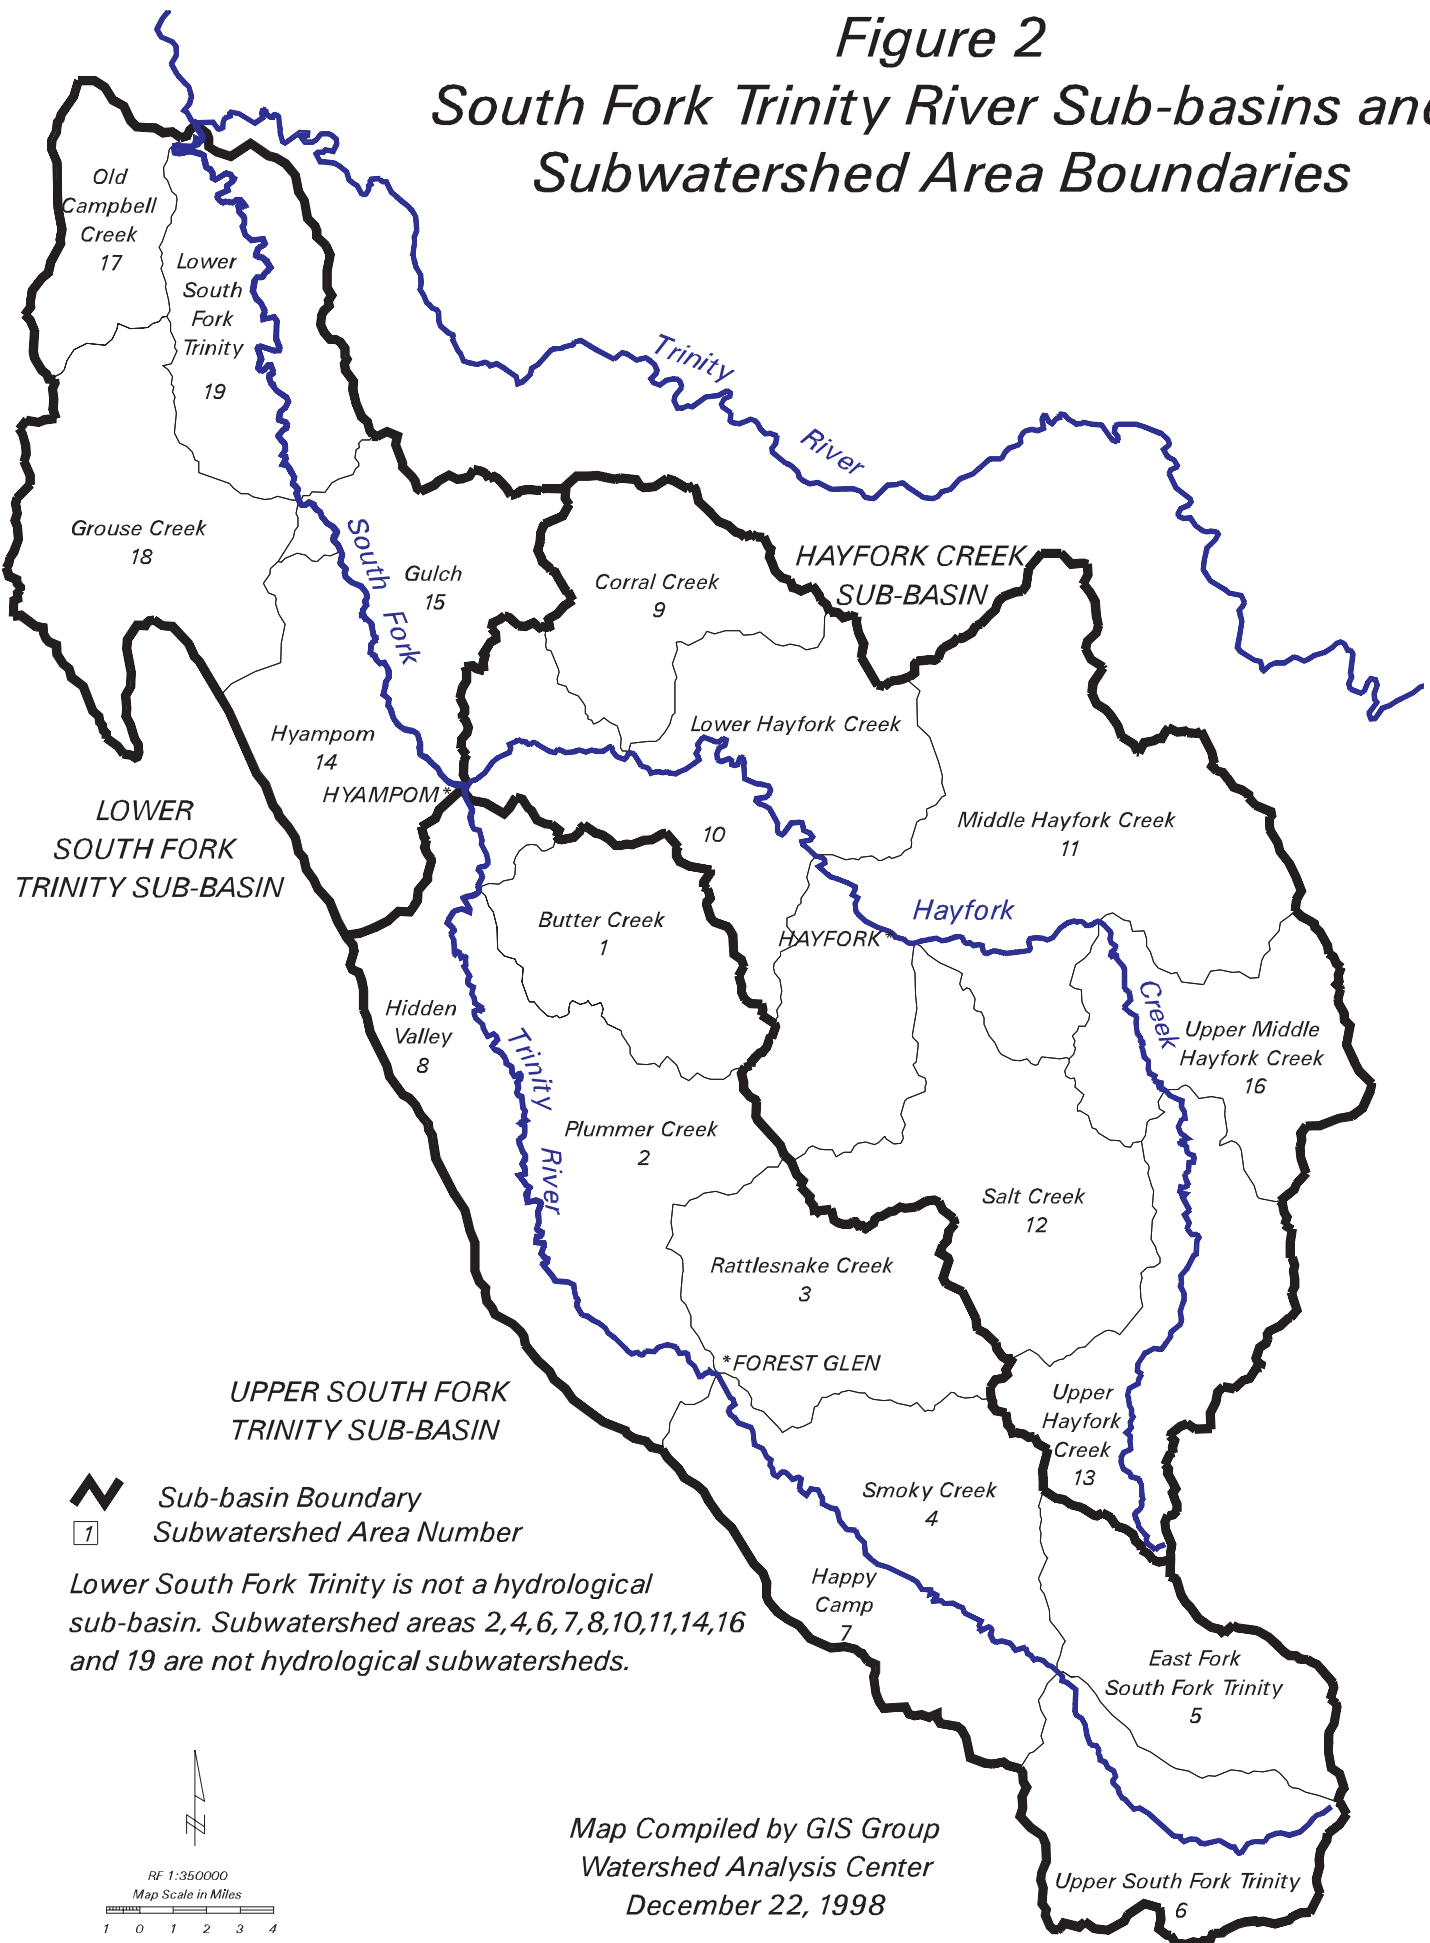 Figure 2
South Fork Trinity River Sub-basins and
Subwatershed Area Boundaries
Old
Campbell
Creek
17
Lower
South
Fork
Trinity
19
Trinity
River
Grouse Creek
18
South
Fork
Gulch
15
Corral Creek
9
HAYFORK CREEK
SUB-BASIN
Hyampom
14
HYAMPOM*
Lower Hayfork Creek
10
Middle Hayfork Creek
11
LOWER
SOUTH FORK
TRINITY SUB-BASIN
Butter Creek
1
HAYFORK*
Hayfork
Creek
Hidden
Valley
8
Trinity
River
Upper Middle
Hayfork Creek
16
Plummer Creek
2
Salt Creek
12
Rattlesnake Creek
3
*FOREST GLEN
UPPER SOUTH FORK
TRINITY SUB-BASIN
Upper
Hayfork
Creek
13
Smoky Creek
4
Happy
Camp
7
East Fork
South Fork Trinity
5
Upper South Fork Trinity
6
Sub-basin Boundary
1 Subwatershed Area Number
Lower South Fork Trinity is not a hydrological
sub-basin. Subwatershed areas 2,4,6,7,8,10,11,14,16
and 19 are not hydrological subwatersheds.
N
RF 1:350000
Map Scale in Miles
1 0 1 2 3 4
Map Compiled by GIS Group
Watershed Analysis Center
December 22, 1998